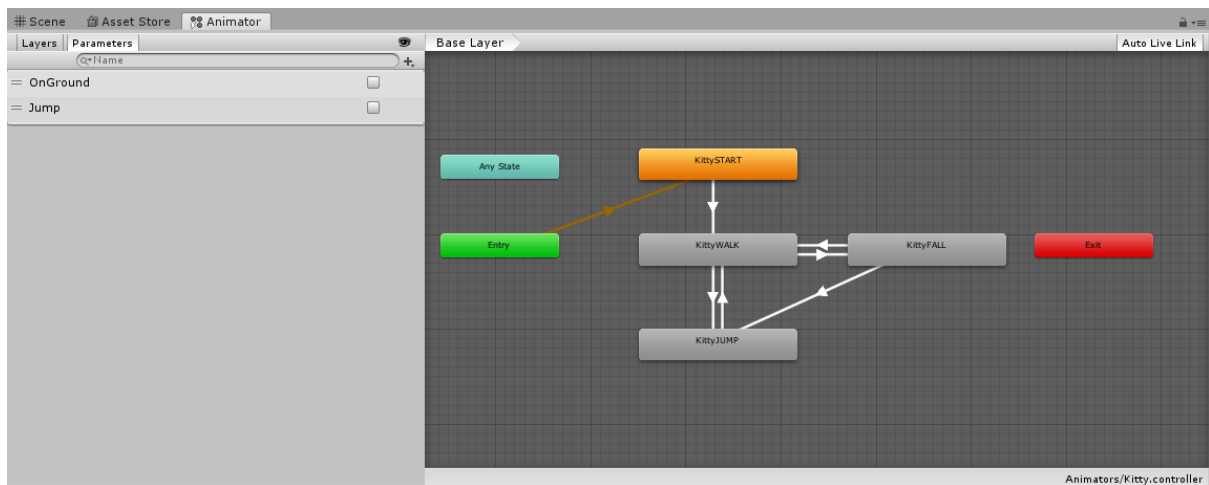 Scene Asset Store Animator
Layers Parameters Base Layer Auto Live Link
Name
OnGround
Jump
Any State KittySTART
Entry KittyWALK KittyFALL Exit
KittyJUMP
Animators/Kitty.controller